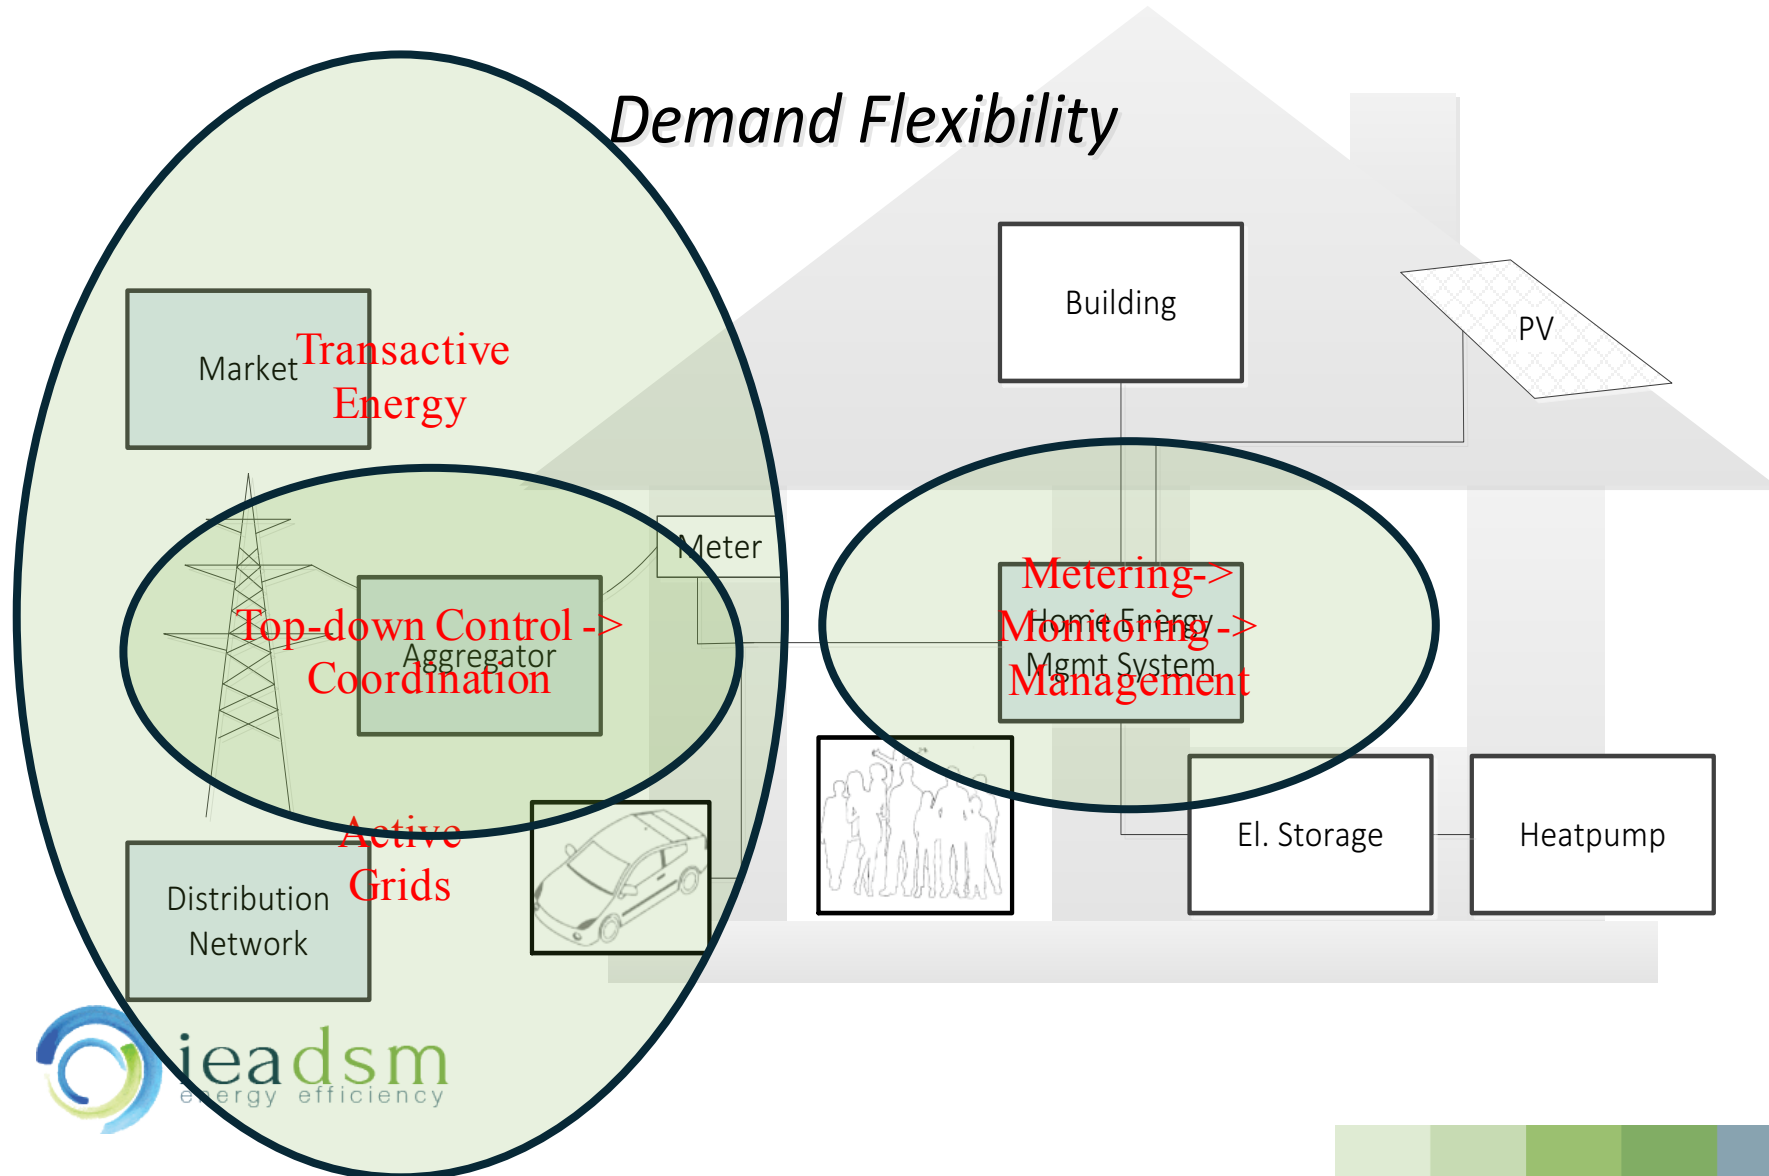 Demand Flexibility
Building
PV
Market
Transactive
Energy
Meter
Top-down Control ->
Coordination
Aggregator
Metering->
Monitoring ->
Management
Home Energy
Mgmt System
Active
Grids
Distribution
Network
El. Storage
Heatpump
ieadsm
energy efficiency